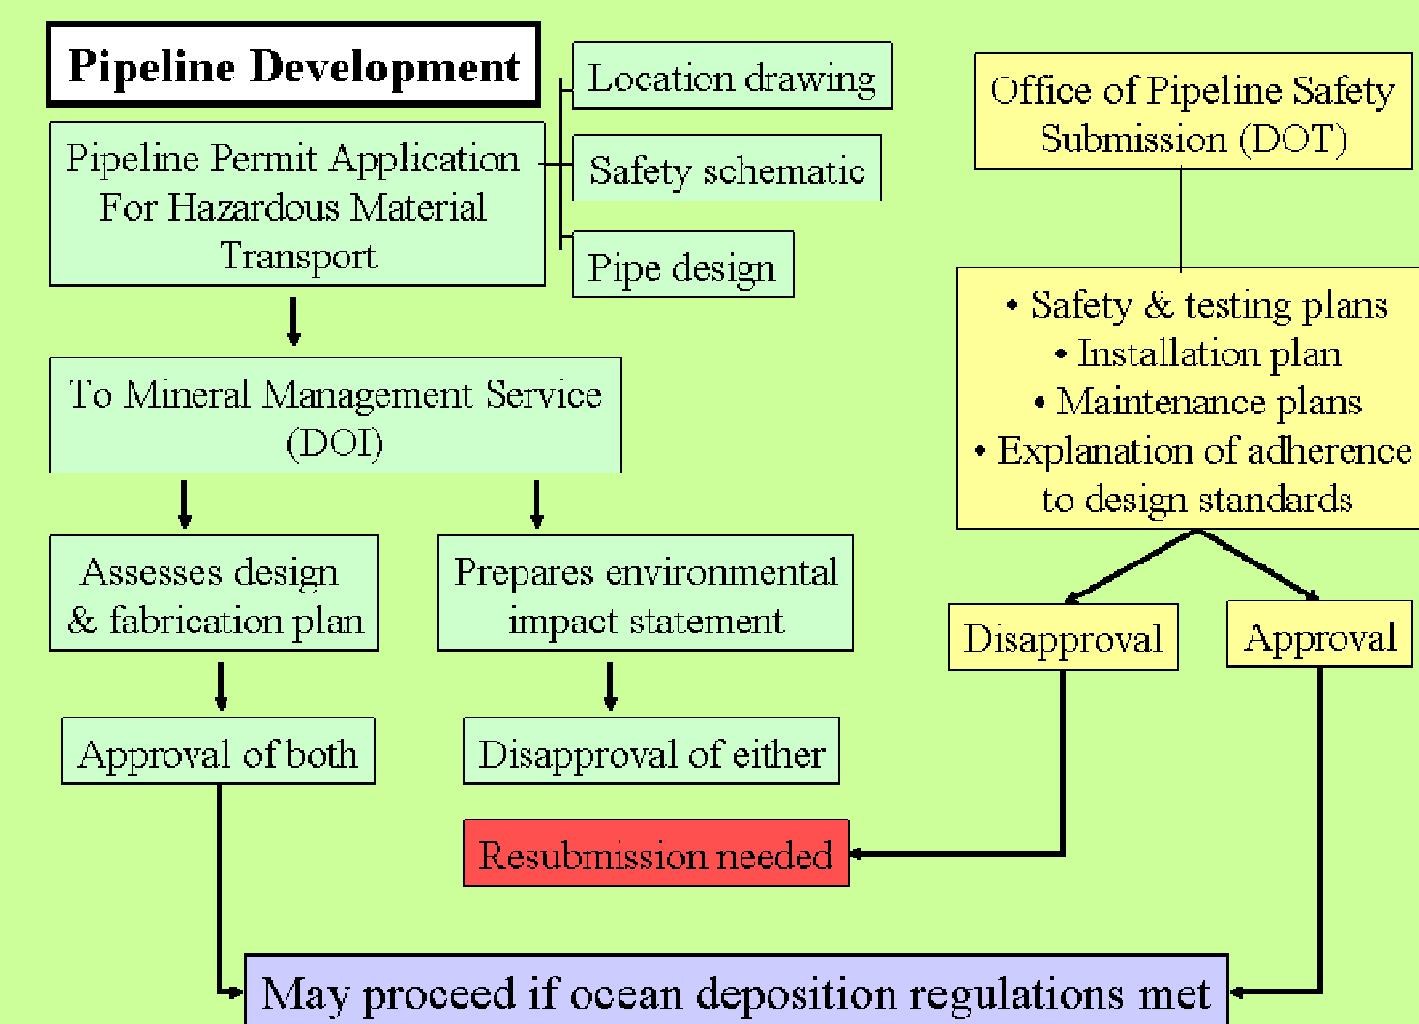 Pipeline Development
Pipeline Permit Application
For Hazardous Material
Transport
Location drawing
Safety schematic
Pipe design
To Mineral Management Service
(DOI)
Assesses design
& fabrication plan
Prepares environmental
impact statement
Approval of both
Disapproval of either
Resubmission needed
Office of Pipeline Safety
Submission (DOT)
• Safety & testing plans
• Installation plan
• Maintenance plans
• Explanation of adherence
to design standards
Disapproval
Approval
May proceed if ocean deposition regulations met